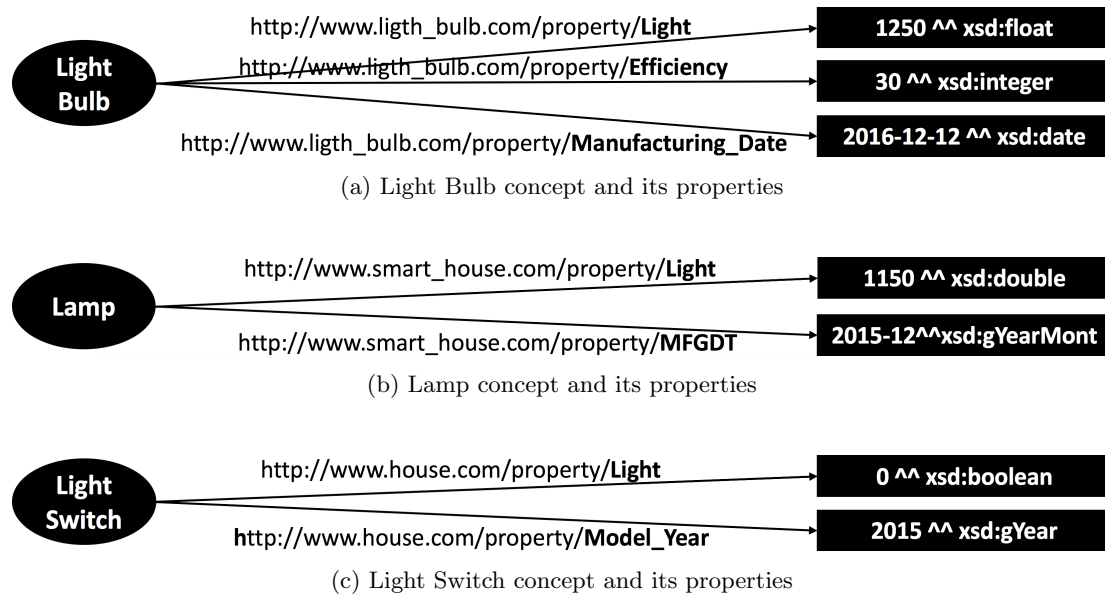 http://www.ligth_bulb.com/property/Light
1250 ^^ xsd:float
Light
Bulb
http://www.ligth_bulb.com/property/Efficiency
30 ^^ xsd:integer
http://www.ligth_bulb.com/property/Manufacturing_Date
2016-12-12 ^^ xsd:date
(a) Light Bulb concept and its properties
http://www.smart_house.com/property/Light
1150 ^^ xsd:double
Lamp
http://www.smart_house.com/property/MFGDT
2015-12^^xsd:gYearMont
(b) Lamp concept and its properties
http://www.house.com/property/Light
0 ^^ xsd:boolean
Light
Switch
http://www.house.com/property/Model_Year
2015 ^^ xsd:gYear
(c) Light Switch concept and its properties